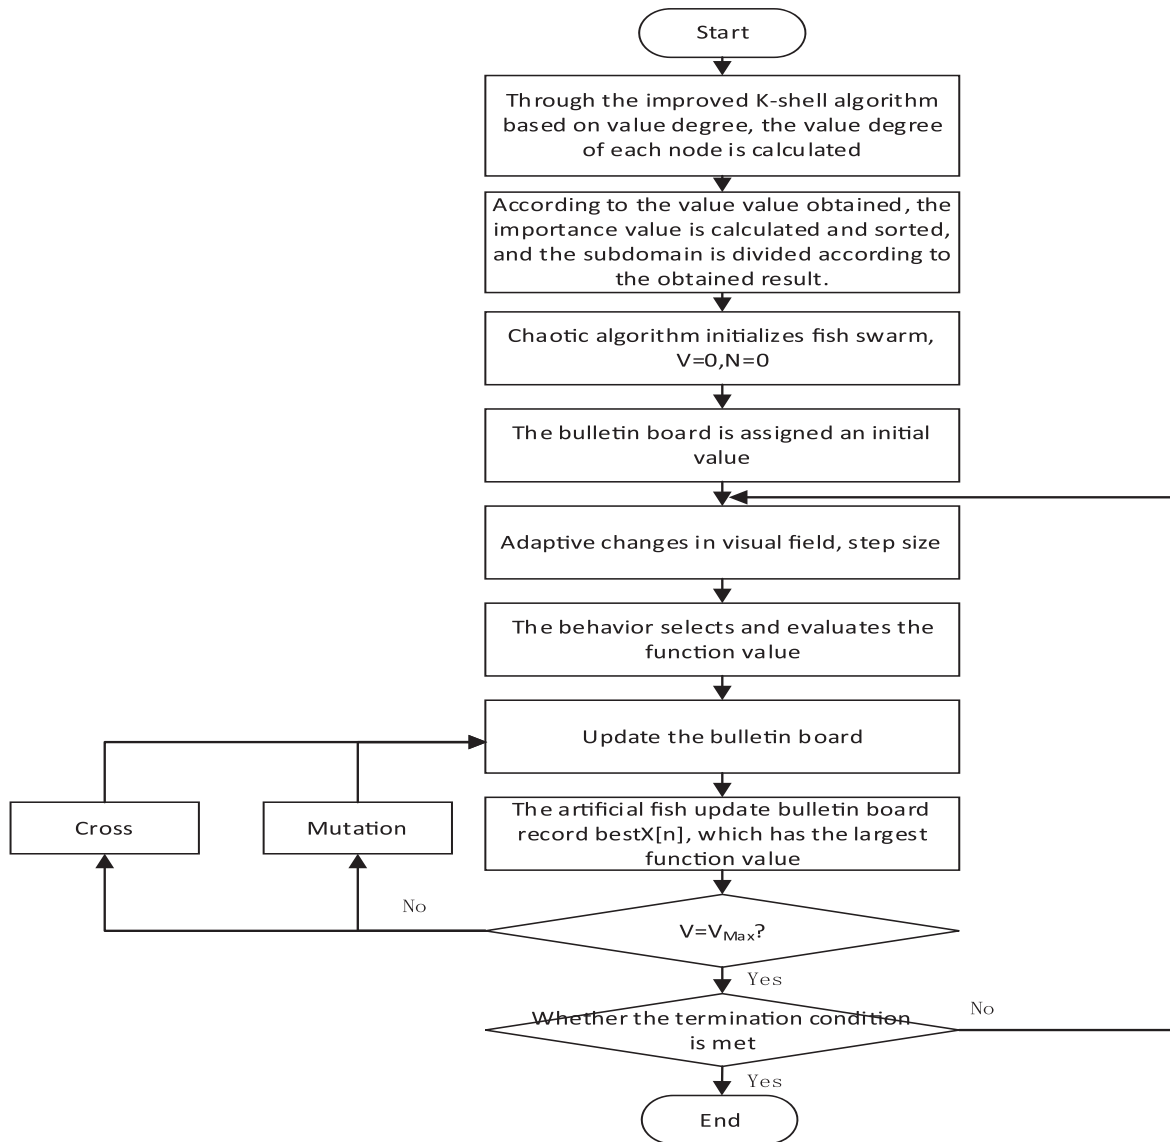 Start
Through the improved K-shell algorithm
based on value degree, the value degree
of each node is calculated
According to the value value obtained, the
importance value is calculated and sorted,
and the subdomain is divided according to
the obtained result.
Chaotic algorithm initializes fish swarm,
V=0,N=0
The bulletin board is assigned an initial
value
Adaptive changes in visual field, step size
The behavior selects and evaluates the
function value
Update the bulletin board
Cross
Mutation
The artificial fish update bulletin board
record bestX[n], which has the largest
function value
No
V=VMax?
Yes
Whether the termination condition
is met
No
Yes
End